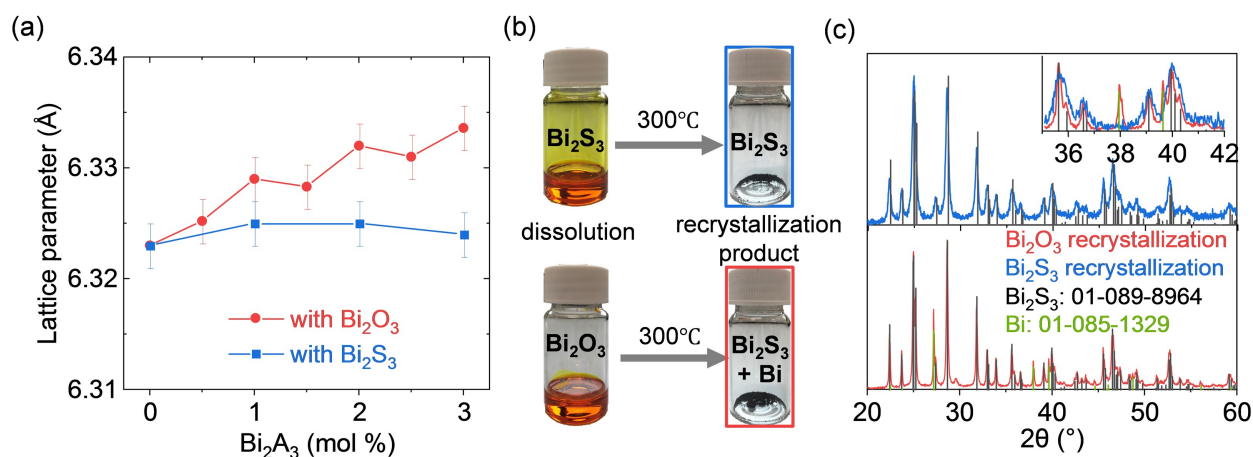 (a)
6.34
6.33
6.32
6.31
Lattice parameter (Å)
0
1
2
3
Bi₂A₃ (mol %)
with Bi₂O₃
with Bi₂S₃
(b)
Bi₂S₃
300℃
Bi₂S₃
dissolution
recrystallization
product
Bi₂O₃
300℃
Bi₂S₃
+ Bi
(c)
36
38
40
42
Bi₂O₃ recrystallization
Bi₂S₃ recrystallization
Bi₂S₃: 01-089-8964
Bi: 01-085-1329
20
30
40
50
60
2θ (°)